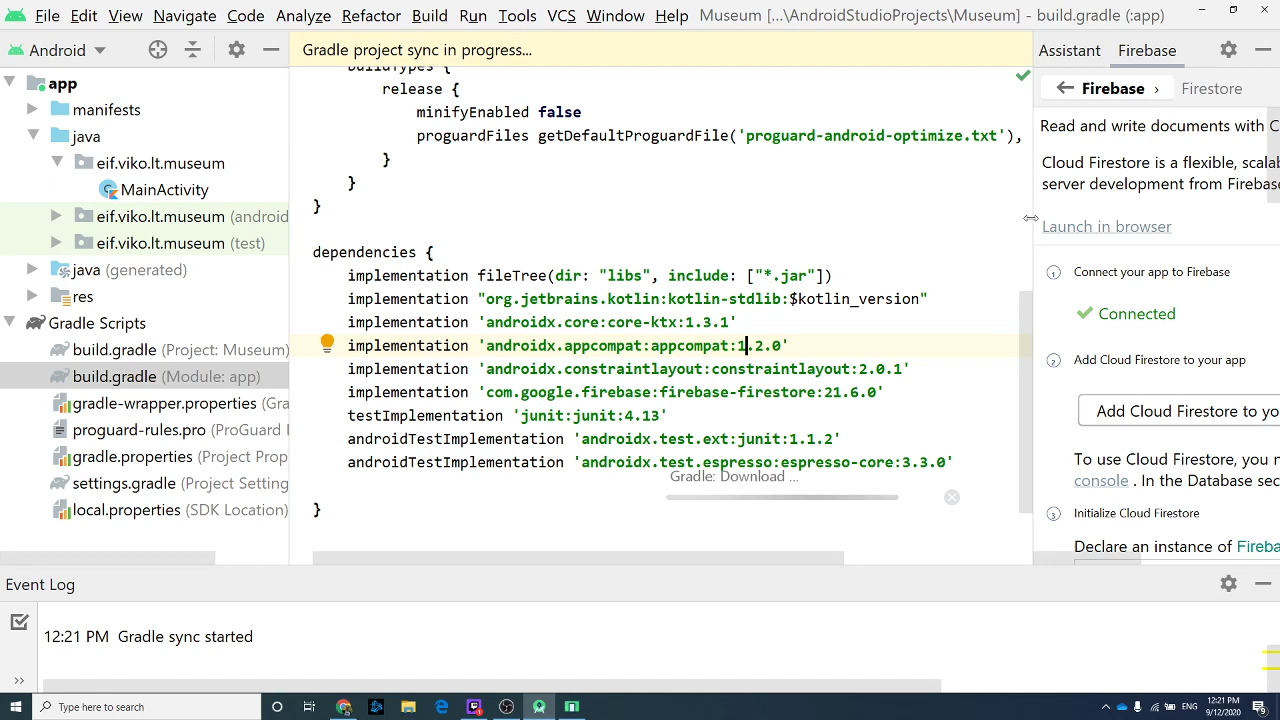 File Edit View Navigate Code Analyze Refactor Build Run Tools VCS Window Help Museum [...\AndroidStudioProjects\Museum] - build.gradle (:app)
Android
app
manifests
java
eif.viko.lt.museum
MainActivity
eif.viko.lt.museum (android
eif.viko.lt.museum (test)
java (generated)
res
Gradle Scripts
build.gradle (Project: Museum)
build.gradle (Module: app)
gradle-wrapper.properties (Gra
proguard-rules.pro (ProGuard
gradle.properties (Project Prop
settings.gradle (Project Setting
local.properties (SDK Location)
Gradle project sync in progress...
buildTypes {
release {
minifyEnabled false
proguardFiles getDefaultProguardFile('proguard-android-optimize.txt'),
}
}
}
dependencies {
implementation fileTree(dir: "libs", include: ["*.jar"])
implementation "org.jetbrains.kotlin:kotlin-stdlib:$kotlin_version"
implementation 'androidx.core:core-ktx:1.3.1'
implementation 'androidx.appcompat:appcompat:1.2.0'
implementation 'androidx.constraintlayout:constraintlayout:2.0.1'
implementation 'com.google.firebase:firebase-firestore:21.6.0'
testImplementation 'junit:junit:4.13'
androidTestImplementation 'androidx.test.ext:junit:1.1.2'
androidTestImplementation 'androidx.test.espresso:espresso-core:3.3.0'
Gradle: Download ...
}
Assistant Firebase
Firebase › Firestore
Read and write documents with C
Cloud Firestore is a flexible, scalab
server development from Firebase
Launch in browser
1 Connect your app to Firebase
Connected
2 Add Cloud Firestore to your app
Add Cloud Firestore to yo
To use Cloud Firestore, you n
console . In the Database sec
3 Initialize Cloud Firestore
Declare an instance of Fireba
Event Log
12:21 PM Gradle sync started
»
Type here to search
12:21 PM
9/12/2020